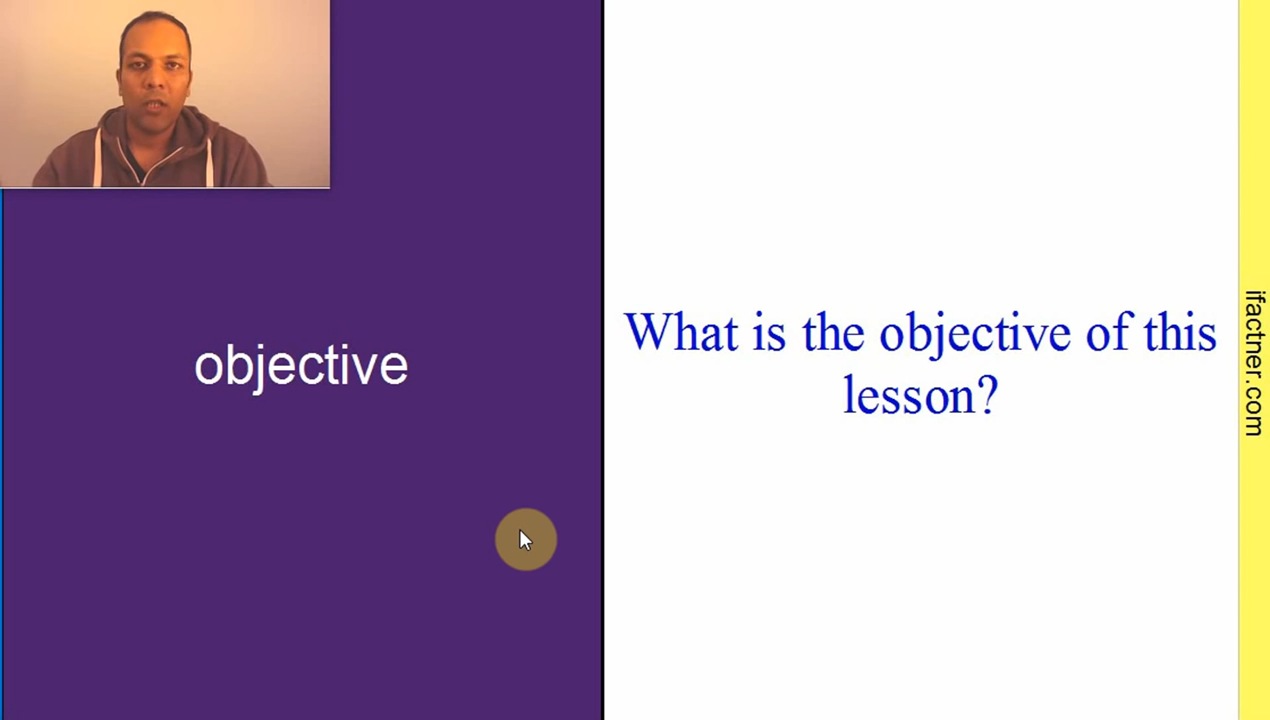 objective
What is the objective of this
lesson?
ifactner.com